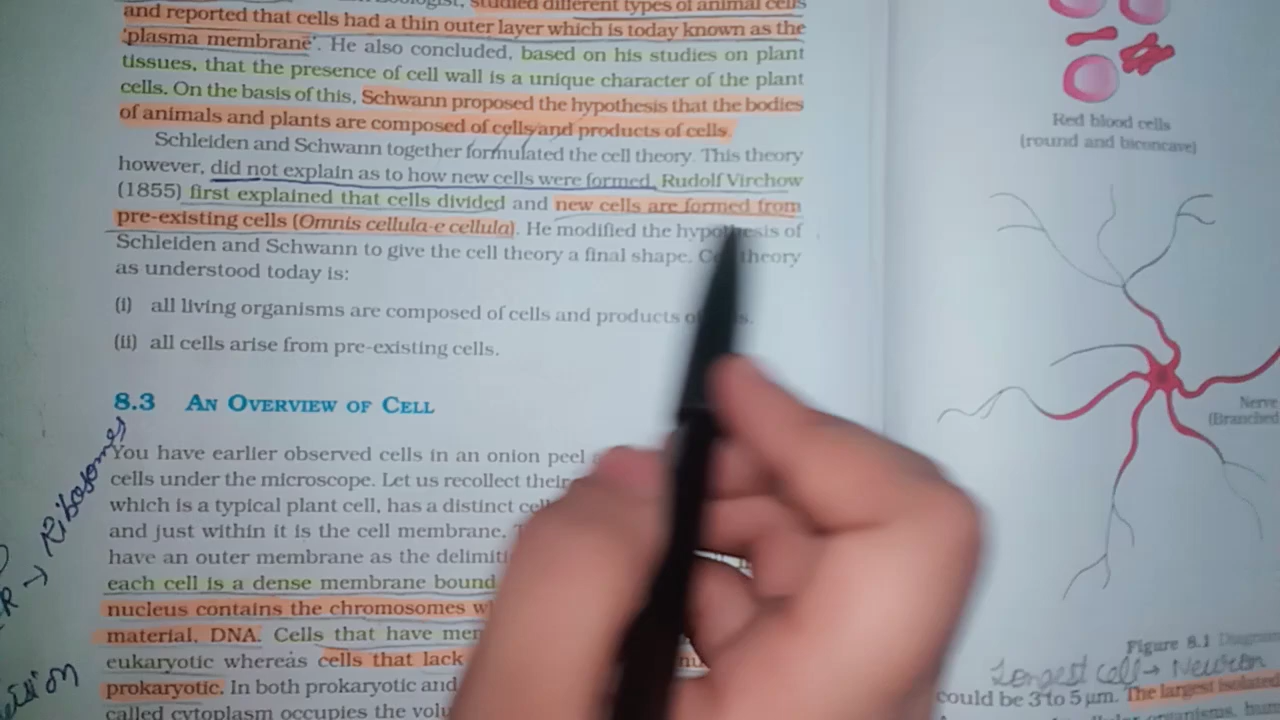 studied different types of animal cells
and reported that cells had a thin outer layer which is today known as the
'plasma membrane'. He also concluded, based on his studies on plant
tissues, that the presence of cell wall is a unique character of the plant
cells. On the basis of this, Schwann proposed the hypothesis that the bodies
of animals and plants are composed of cells and products of cells.
Schleiden and Schwann together formulated the cell theory. This theory
however, did not explain as to how new cells were formed. Rudolf Virchow
(1855) first explained that cells divided and new cells are formed from
pre-existing cells (Omnis cellula-e cellula). He modified the hypothesis of
Schleiden and Schwann to give the cell theory a final shape. theory
as understood today is:
(i) all living organisms are composed of cells and products
(ii) all cells arise from pre-existing cells.
8.3 AN OVERVIEW OF CELL
You have earlier observed cells in an onion peel
cells under the microscope. Let us recollect their
which is a typical plant cell, has a distinct
and just within it is the cell membrane.
have an outer membrane as the
each cell is a dense membrane bound
nucleus contains the chromosomes
material, DNA. Cells that have
eukaryotic whereas cells that lack
prokaryotic. In both prokaryotic and
called cytoplasm occupies the
→ Ribosomes
Red blood cells
(round and biconcave)
Nerve
(Branched
Figure 8.1
Longest cell → Neuron
could be 3 to 5 µm. The largest isolated